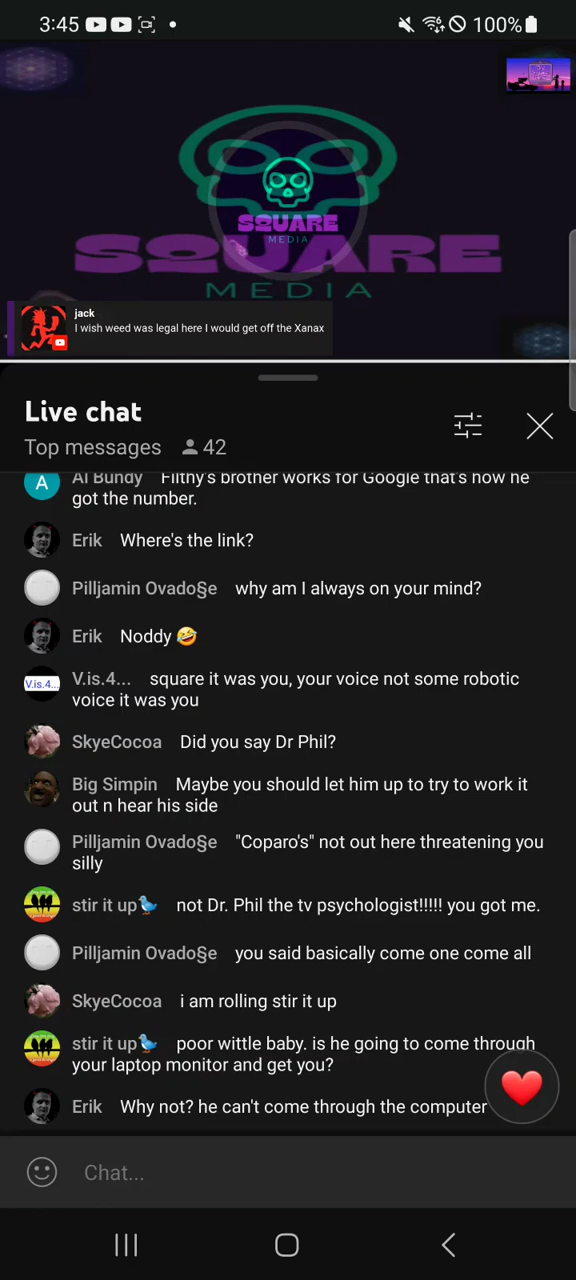 3:45
100%
SQUARE
MEDIA
SQUARE
MEDIA
jack
I wish weed was legal here I would get off the Xanax
Live chat
Top messages 42
A Al Bundy Filthy's brother works for Google that's how he
got the number.
Erik Where's the link?
Pilljamin Ovado§e why am I always on your mind?
Erik Noddy 🤣
V.is.4... V.is.4... square it was you, your voice not some robotic
voice it was you
SkyeCocoa Did you say Dr Phil?
Big Simpin Maybe you should let him up to try to work it
out n hear his side
Pilljamin Ovado§e "Coparo's" not out here threatening you
silly
stir it up🐦 not Dr. Phil the tv psychologist!!!!! you got me.
Pilljamin Ovado§e you said basically come one come all
SkyeCocoa i am rolling stir it up
stir it up🐦 poor wittle baby. is he going to come through
your laptop monitor and get you?
Erik Why not? he can't come through the computer
Chat...